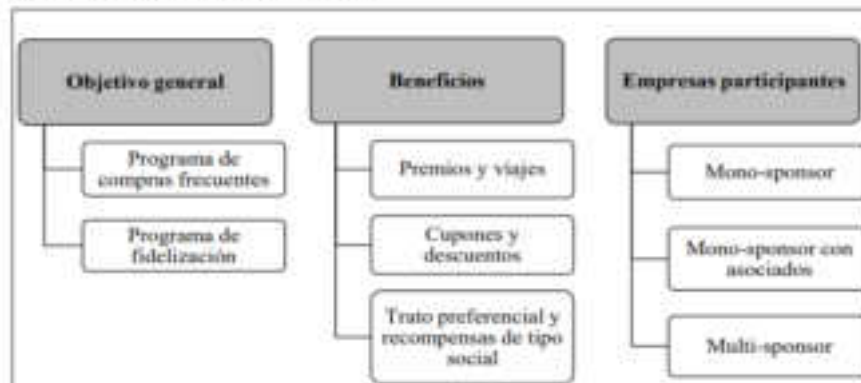 Objetivo general
Programa de
compras frecuentes
Programa de
fidelización
Beneficios
Premios y viajes
Cupones y
descuentos
Trato preferencial y
recompensas de tipo
social
Empresas participantes
Mono-sponsor
Mono-sponsor con
asociados
Multi-sponsor